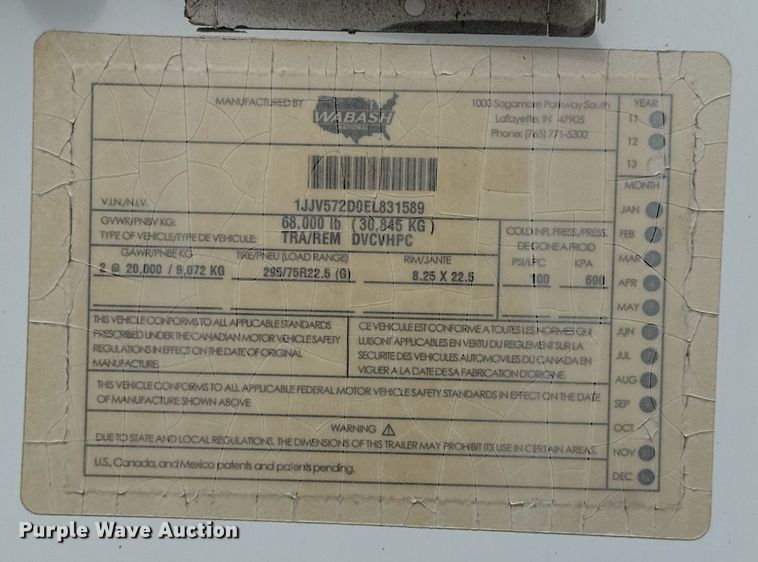 MANUFACTURED BY
WABASH
NATIONAL
1000 Sagamore Parkway South
Lafayette, IN 47905
Phone: (765) 771-5300
V.I.N./N.I.V.
1JJV572D0EL831589
GVWR/PNBV KG:
68,000 lb (30,845 KG)
TYPE OF VEHICLE/TYPE DE VEHICULE:
TRA/REM DVCVHPC
COLD INFL. PRESS./PRESS.
DE GONF. A FROID
GAWR/PNBE KG
TIRE/PNEU (LOAD RANGE)
RIM/JANTE
PSI/LPC
KPA
2 @ 20,000 / 9,072 KG
295/75R22.5 (G)
8.25 X 22.5
100
690
THIS VEHICLE CONFORMS TO ALL APPLICABLE STANDARDS
PRESCRIBED UNDER THE CANADIAN MOTOR VEHICLE SAFETY
REGULATIONS IN EFFECT ON THE DATE OF ORIGINAL
MANUFACTURE.
CE VEHICULE EST CONFORME A TOUTES LES NORMES QUI
LUI SONT APPLICABLES EN VERTU DU REGLEMENT SUR LA
SECURITE DES VEHICULES AUTOMOBILES DU CANADA EN
VIGUER A LA DATE DE SA FABRICATION D'ORIGINE.
THIS VEHICLE CONFORMS TO ALL APPLICABLE FEDERAL MOTOR VEHICLE SAFETY STANDARDS IN EFFECT ON THE DATE
OF MANUFACTURE SHOWN ABOVE
WARNING
DUE TO STATE AND LOCAL REGULATIONS, THE DIMENSIONS OF THIS TRAILER MAY PROHIBIT ITS USE IN CERTAIN AREAS.
U.S., Canada, and Mexico patents and patents pending.
YEAR
11
12
13
MONTH
JAN
FEB
MAR
APR
MAY
JUN
JUL
AUG
SEP
OCT
NOV
DEC
Purple Wave Auction